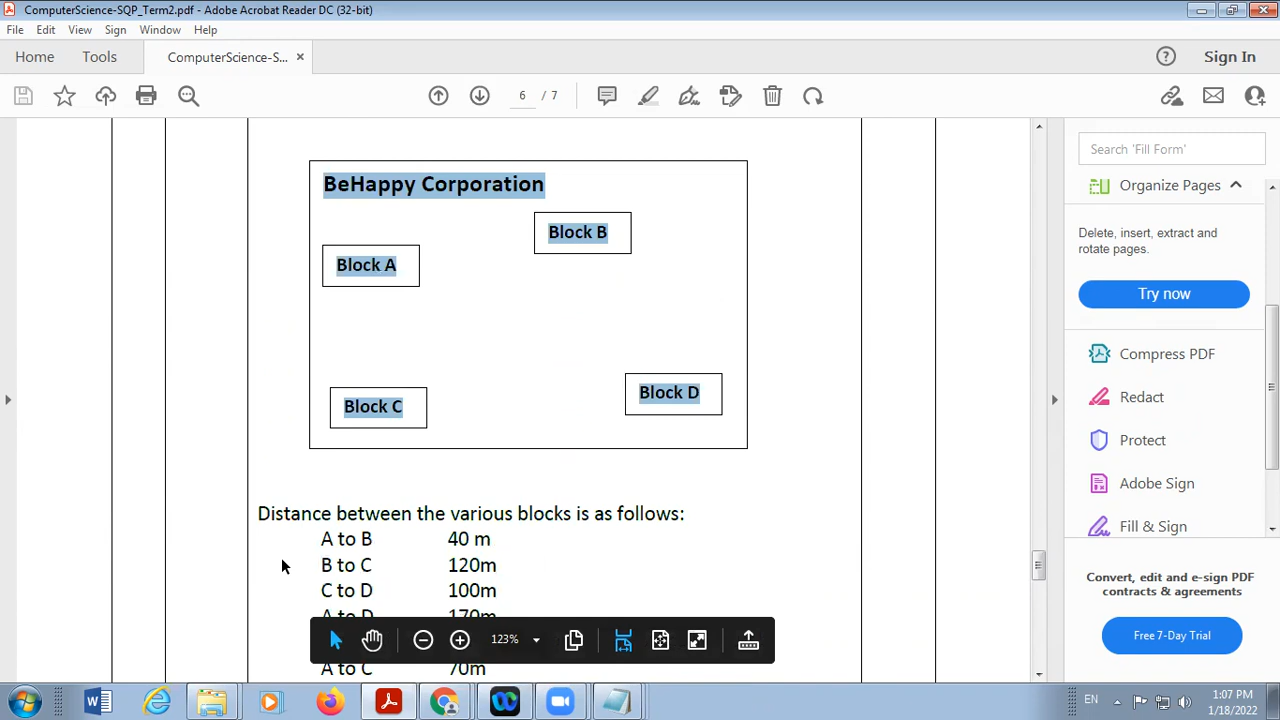 ComputerScience-SQP_Term2.pdf - Adobe Acrobat Reader DC (32-bit)
File Edit View Sign Window Help
Home Tools ComputerScience-S... × Sign In
6 / 7
Search 'Fill Form'
BeHappy Corporation
Block B
Block A
Block D
Block C
Distance between the various blocks is as follows:
A to B 40 m
B to C 120m
C to D 100m
A to D 170m
A to C 70m
123%
Organize Pages
Delete, insert, extract and
rotate pages.
Try now
Compress PDF
Redact
Protect
Adobe Sign
Fill & Sign
Convert, edit and e-sign PDF
contracts & agreements
Free 7-Day Trial
EN
1:07 PM
1/18/2022